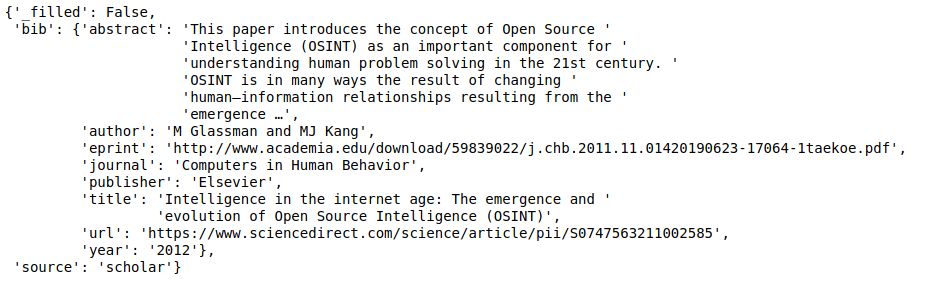 {'_filled': False,
 'bib': {'abstract': 'This paper introduces the concept of Open Source '
                     'Intelligence (OSINT) as an important component for '
                     'understanding human problem solving in the 21st century. '
                     'OSINT is in many ways the result of changing '
                     'human–information relationships resulting from the '
                     'emergence …',
         'author': 'M Glassman and MJ Kang',
         'eprint': 'http://www.academia.edu/download/59839022/j.chb.2011.11.01420190623-17064-1taekoe.pdf',
         'journal': 'Computers in Human Behavior',
         'publisher': 'Elsevier',
         'title': 'Intelligence in the internet age: The emergence and '
                  'evolution of Open Source Intelligence (OSINT)',
         'url': 'https://www.sciencedirect.com/science/article/pii/S0747563211002585',
         'year': '2012'},
 'source': 'scholar'}